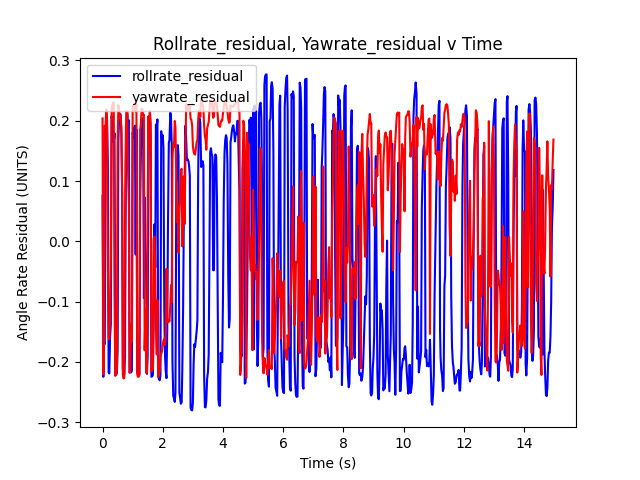 Rollrate_residual, Yawrate_residual v Time
rollrate_residual
yawrate_residual
Angle Rate Residual (UNITS)
0.3
0.2
0.1
0.0
−0.1
−0.2
−0.3
0 2 4 6 8 10 12 14
Time (s)